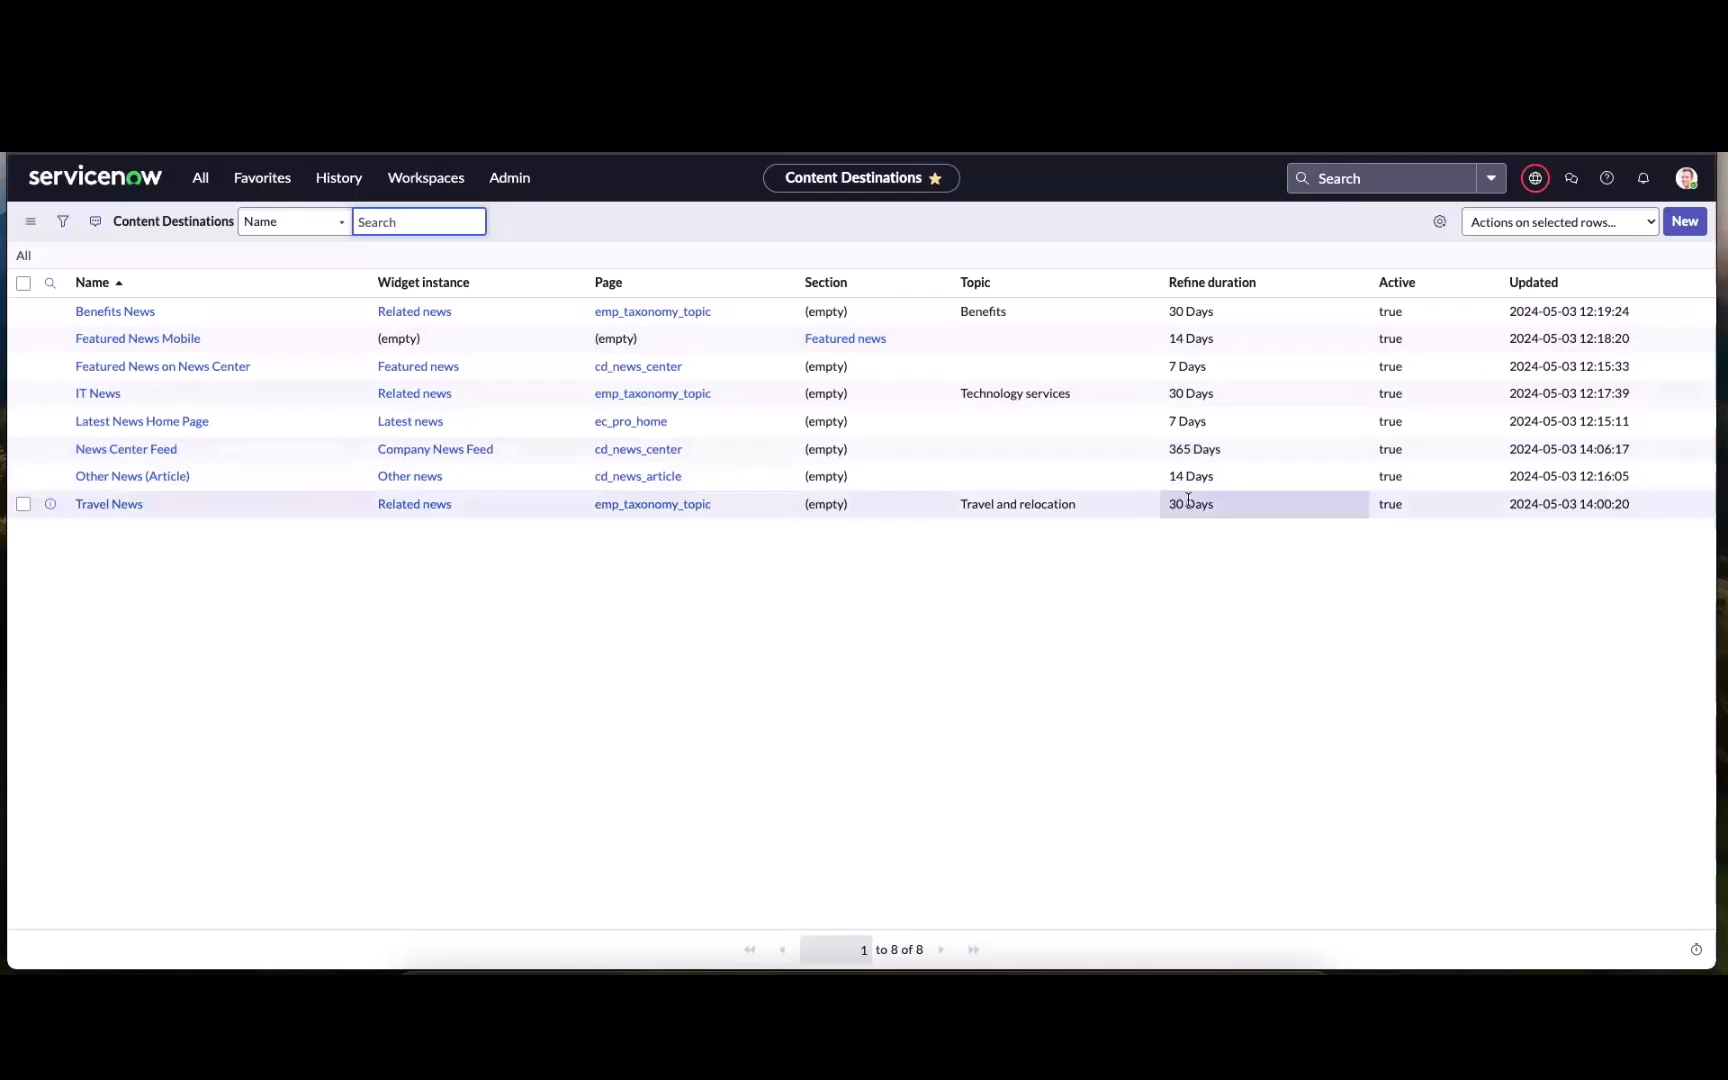 servicenow All Favorites History Workspaces Admin Content Destinations Search
Content Destinations Name Search Actions on selected rows... New
All
Name Widget instance Page Section Topic Refine duration Active Updated
Benefits News Related news emp_taxonomy_topic (empty) Benefits 30 Days true 2024-05-03 12:19:24
Featured News Mobile (empty) (empty) Featured news 14 Days true 2024-05-03 12:18:20
Featured News on News Center Featured news cd_news_center (empty) 7 Days true 2024-05-03 12:15:33
IT News Related news emp_taxonomy_topic (empty) Technology services 30 Days true 2024-05-03 12:17:39
Latest News Home Page Latest news ec_pro_home (empty) 7 Days true 2024-05-03 12:15:11
News Center Feed Company News Feed cd_news_center (empty) 365 Days true 2024-05-03 14:06:17
Other News (Article) Other news cd_news_article (empty) 14 Days true 2024-05-03 12:16:05
Travel News Related news emp_taxonomy_topic (empty) Travel and relocation 30 Days true 2024-05-03 14:00:20
1 to 8 of 8